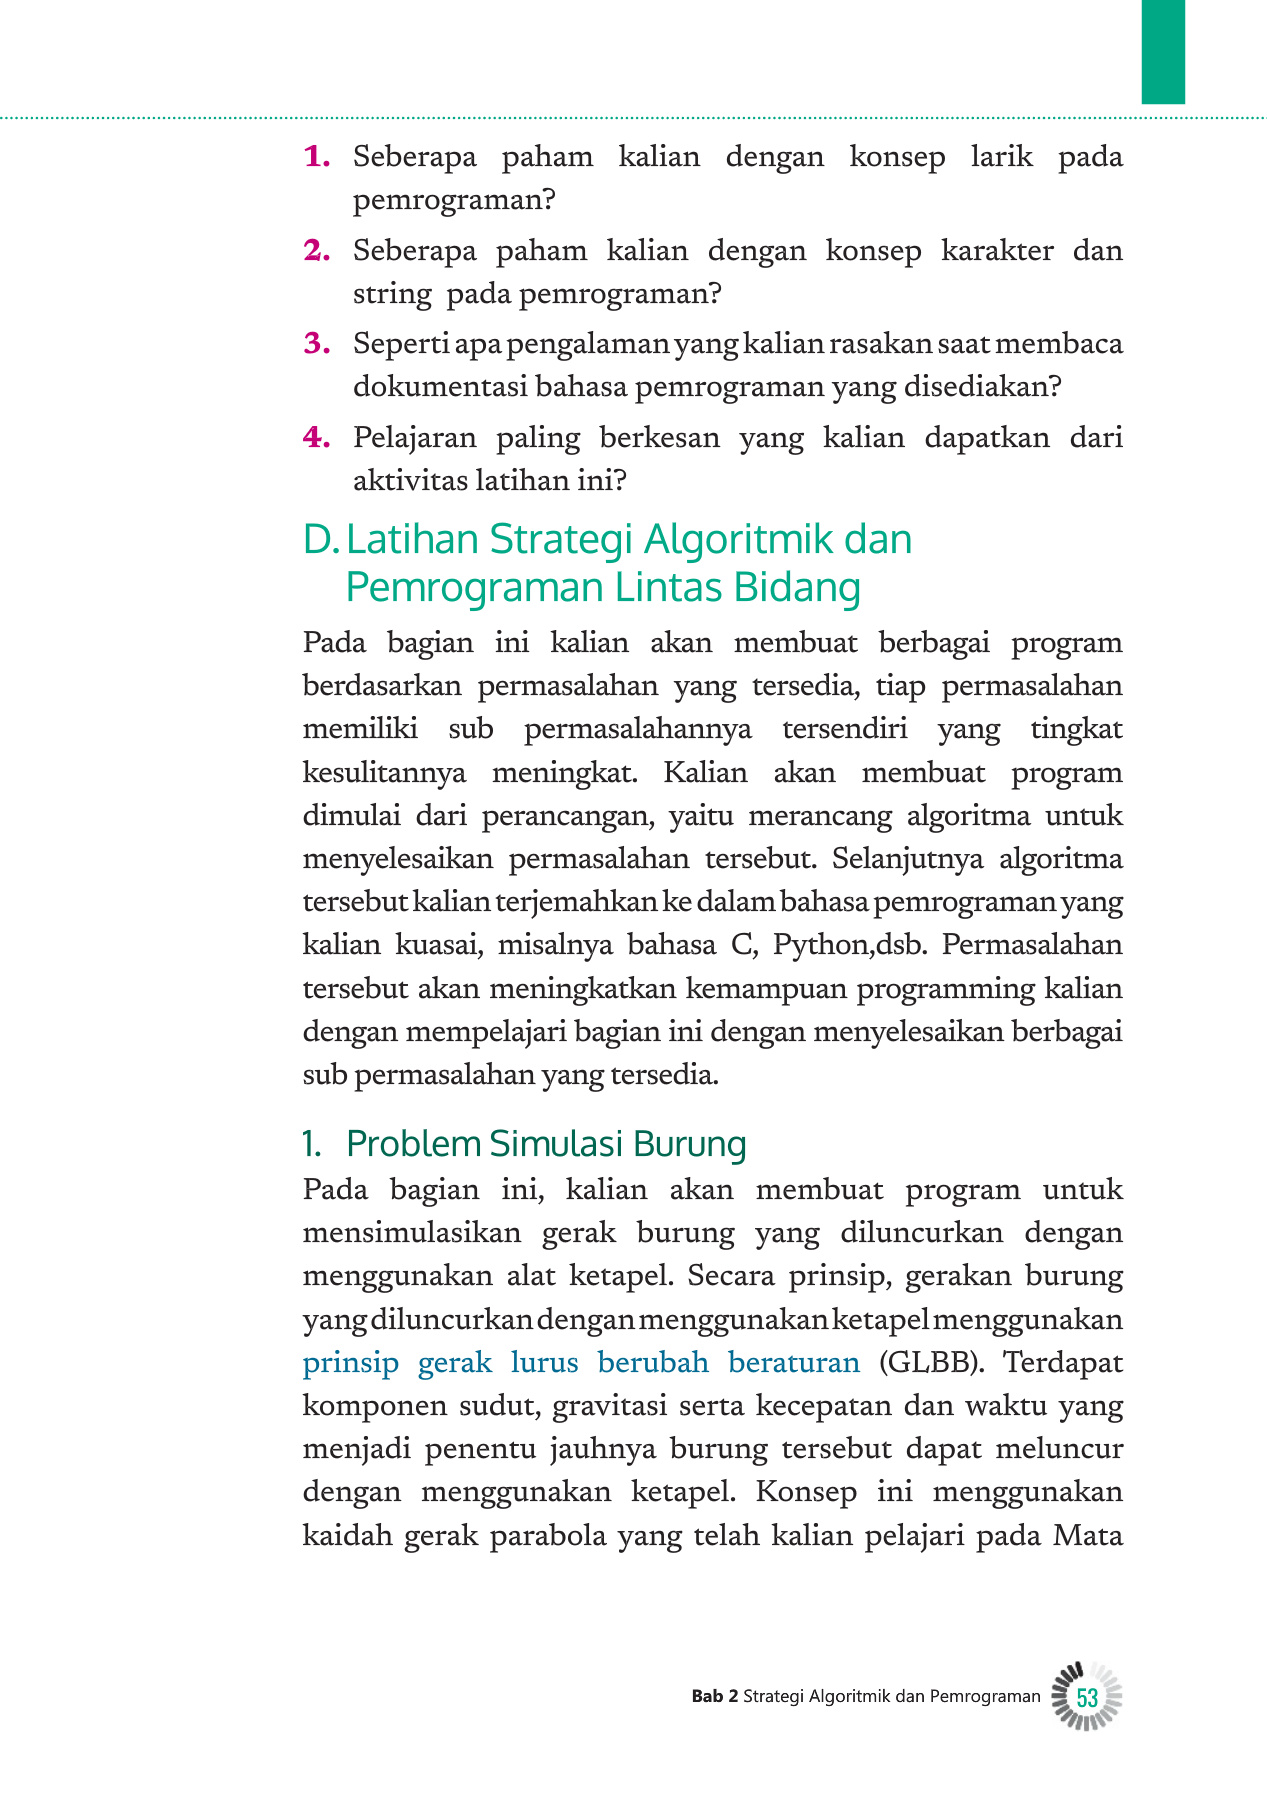 1. Seberapa paham kalian dengan konsep larik pada
pemrograman?
2. Seberapa paham kalian dengan konsep karakter dan
string pada pemrograman?
3. Seperti apa pengalaman yang kalian rasakan saat membaca
dokumentasi bahasa pemrograman yang disediakan?
4. Pelajaran paling berkesan yang kalian dapatkan dari
aktivitas latihan ini?
D. Latihan Strategi Algoritmik dan
Pemrograman Lintas Bidang
Pada bagian ini kalian akan membuat berbagai program
berdasarkan permasalahan yang tersedia, tiap permasalahan
memiliki sub permasalahannya tersendiri yang tingkat
kesulitannya meningkat. Kalian akan membuat program
dimulai dari perancangan, yaitu merancang algoritma untuk
menyelesaikan permasalahan tersebut. Selanjutnya algoritma
tersebut kalian terjemahkan ke dalam bahasa pemrograman yang
kalian kuasai, misalnya bahasa C, Python,dsb. Permasalahan
tersebut akan meningkatkan kemampuan programming kalian
dengan mempelajari bagian ini dengan menyelesaikan berbagai
sub permasalahan yang tersedia.
1. Problem Simulasi Burung
Pada bagian ini, kalian akan membuat program untuk
mensimulasikan gerak burung yang diluncurkan dengan
menggunakan alat ketapel. Secara prinsip, gerakan burung
yang diluncurkan dengan menggunakan ketapel menggunakan
prinsip gerak lurus berubah beraturan (GLBB). Terdapat
komponen sudut, gravitasi serta kecepatan dan waktu yang
menjadi penentu jauhnya burung tersebut dapat meluncur
dengan menggunakan ketapel. Konsep ini menggunakan
kaidah gerak parabola yang telah kalian pelajari pada Mata
Bab 2 Strategi Algoritmik dan Pemrograman 53